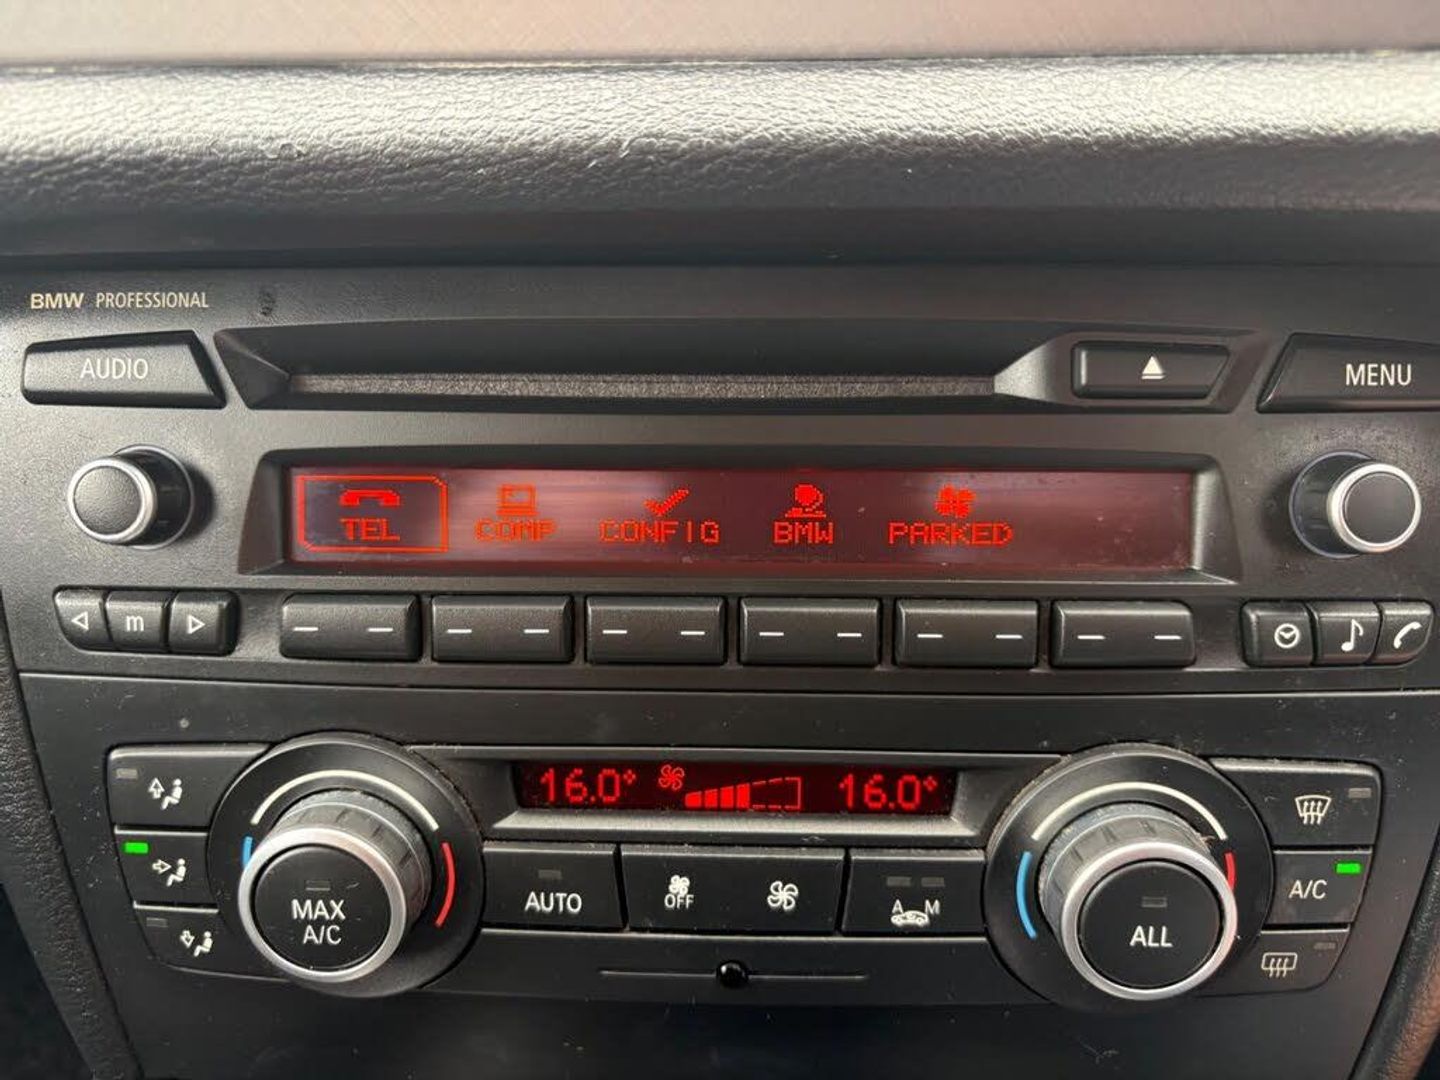 BMW PROFESSIONAL
AUDIO
MENU
TEL COMP CONFIG BMW PARKED
m
16.0° 16.0°
MAX A/C
AUTO
OFF
A M
ALL
A/C